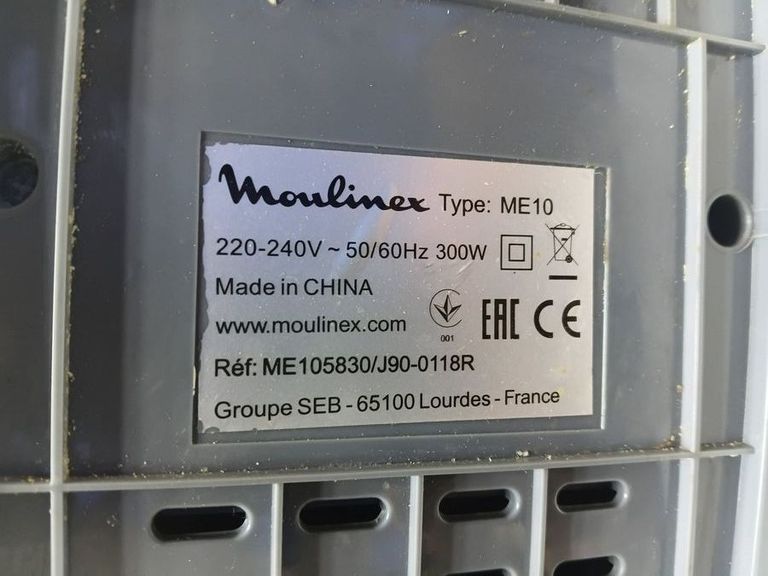 Moulinex Type: ME10
220-240V ~ 50/60Hz 300W
Made in CHINA
www.moulinex.com
001
EAC CE
Réf: ME105830/J90-0118R
Groupe SEB - 65100 Lourdes - France